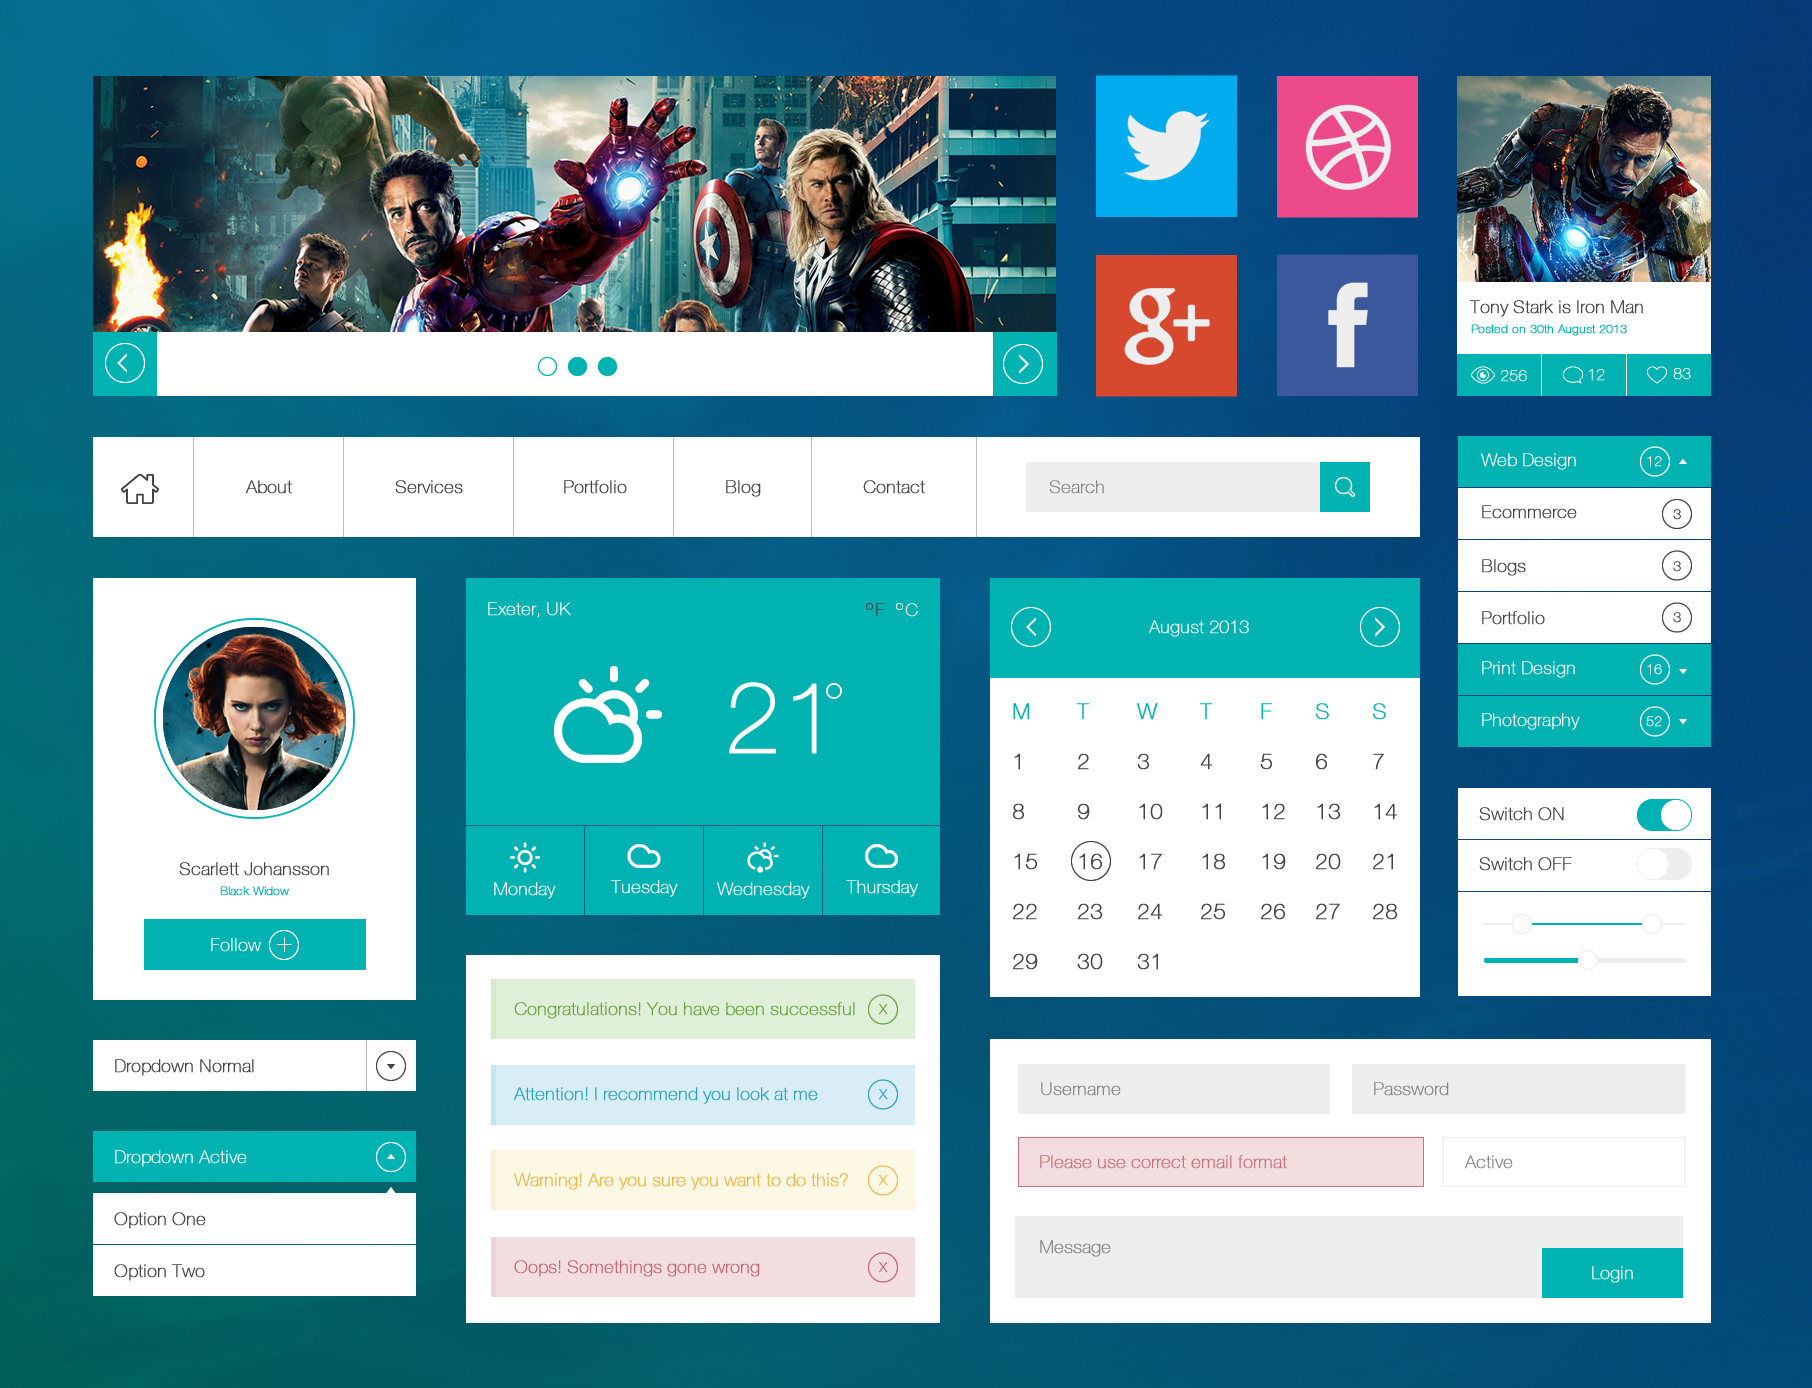 g+
f
Tony Stark is Iron Man
Posted on 30th August 2013
256
12
83
About
Services
Portfolio
Blog
Contact
Search
Web Design 12
Ecommerce 3
Blogs 3
Portfolio 3
Print Design 16
Photography 52
Scarlett Johansson
Black Widow
Follow
Exeter, UK
°F °C
21°
Monday
Tuesday
Wednesday
Thursday
August 2013
M T W T F S S
1 2 3 4 5 6 7
8 9 10 11 12 13 14
15 16 17 18 19 20 21
22 23 24 25 26 27 28
29 30 31
Switch ON
Switch OFF
Dropdown Normal
Dropdown Active
Option One
Option Two
Congratulations! You have been successful X
Attention! I recommend you look at me X
Warning! Are you sure you want to do this? X
Oops! Somethings gone wrong X
Username
Password
Please use correct email format
Active
Message
Login